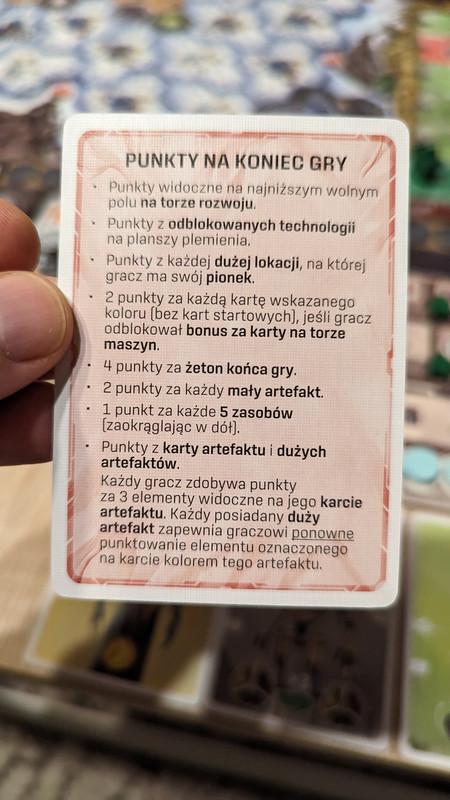 PUNKTY NA KONIEC GRY
• Punkty widoczne na najniższym wolnym
polu na torze rozwoju.
• Punkty z odblokowanych technologii
na planszy plemienia.
• Punkty z każdej dużej lokacji, na której
gracz ma swój pionek.
• 2 punkty za każdą kartę wskazanego
koloru (bez kart startowych), jeśli gracz
odblokował bonus za karty na torze
maszyn.
• 4 punkty za żeton końca gry.
• 2 punkty za każdy mały artefakt.
• 1 punkt za każde 5 zasobów
(zaokrąglając w dół).
• Punkty z karty artefaktu i dużych
artefaktów.
Każdy gracz zdobywa punkty
za 3 elementy widoczne na jego karcie
artefaktu. Każdy posiadany duży
artefakt zapewnia graczowi ponowne
punktowanie elementu oznaczonego
na karcie kolorem tego artefaktu.